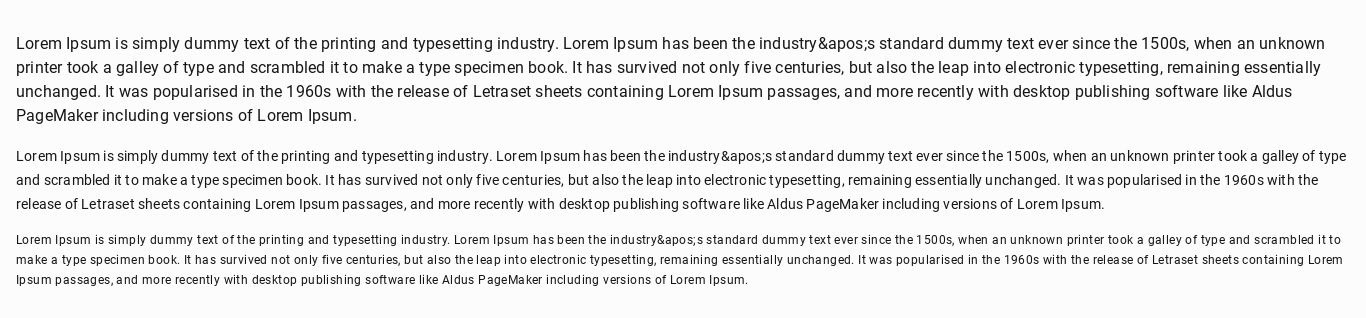 Lorem Ipsum is simply dummy text of the printing and typesetting industry. Lorem Ipsum has been the industry&apos;s standard dummy text ever since the 1500s, when an unknown
printer took a galley of type and scrambled it to make a type specimen book. It has survived not only five centuries, but also the leap into electronic typesetting, remaining essentially
unchanged. It was popularised in the 1960s with the release of Letraset sheets containing Lorem Ipsum passages, and more recently with desktop publishing software like Aldus
PageMaker including versions of Lorem Ipsum.
Lorem Ipsum is simply dummy text of the printing and typesetting industry. Lorem Ipsum has been the industry&apos;s standard dummy text ever since the 1500s, when an unknown printer took a galley of type
and scrambled it to make a type specimen book. It has survived not only five centuries, but also the leap into electronic typesetting, remaining essentially unchanged. It was popularised in the 1960s with the
release of Letraset sheets containing Lorem Ipsum passages, and more recently with desktop publishing software like Aldus PageMaker including versions of Lorem Ipsum.
Lorem Ipsum is simply dummy text of the printing and typesetting industry. Lorem Ipsum has been the industry&apos;s standard dummy text ever since the 1500s, when an unknown printer took a galley of type and scrambled it to
make a type specimen book. It has survived not only five centuries, but also the leap into electronic typesetting, remaining essentially unchanged. It was popularised in the 1960s with the release of Letraset sheets containing Lorem
Ipsum passages, and more recently with desktop publishing software like Aldus PageMaker including versions of Lorem Ipsum.